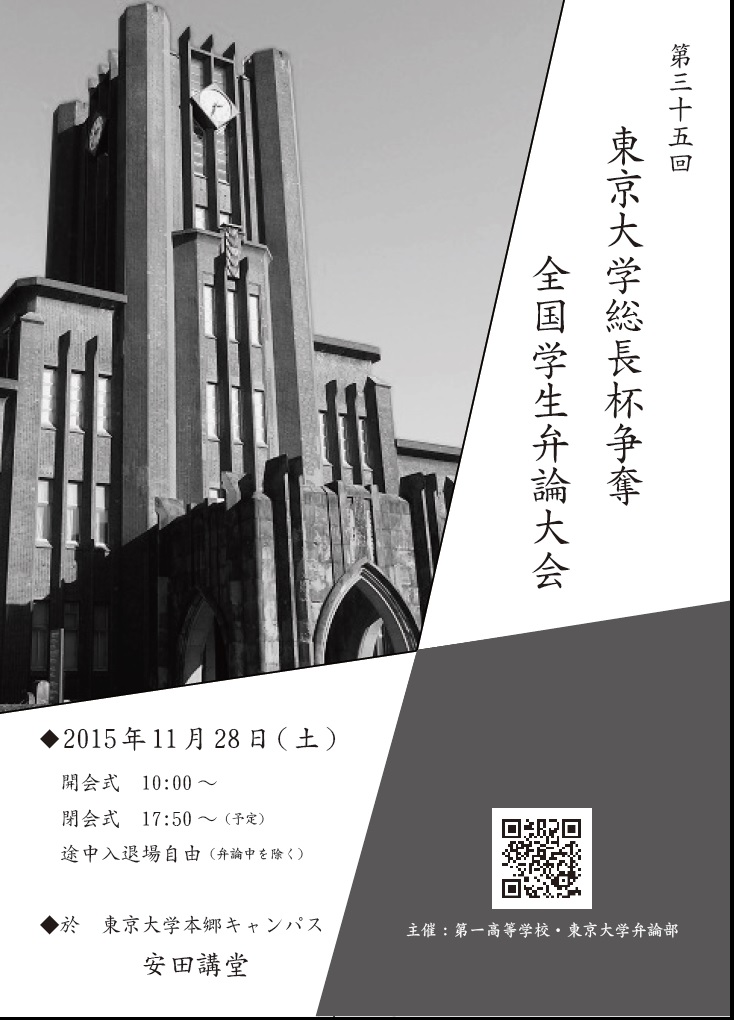 第三十五回
東京大学総長杯争奪
全国学生弁論大会
◆2015年11月28日(土)
開会式 10:00~
閉会式 17:50~(予定)
途中入退場自由(弁論中を除く)
◆於 東京大学本郷キャンパス
安田講堂
主催:第一高等学校・東京大学弁論部